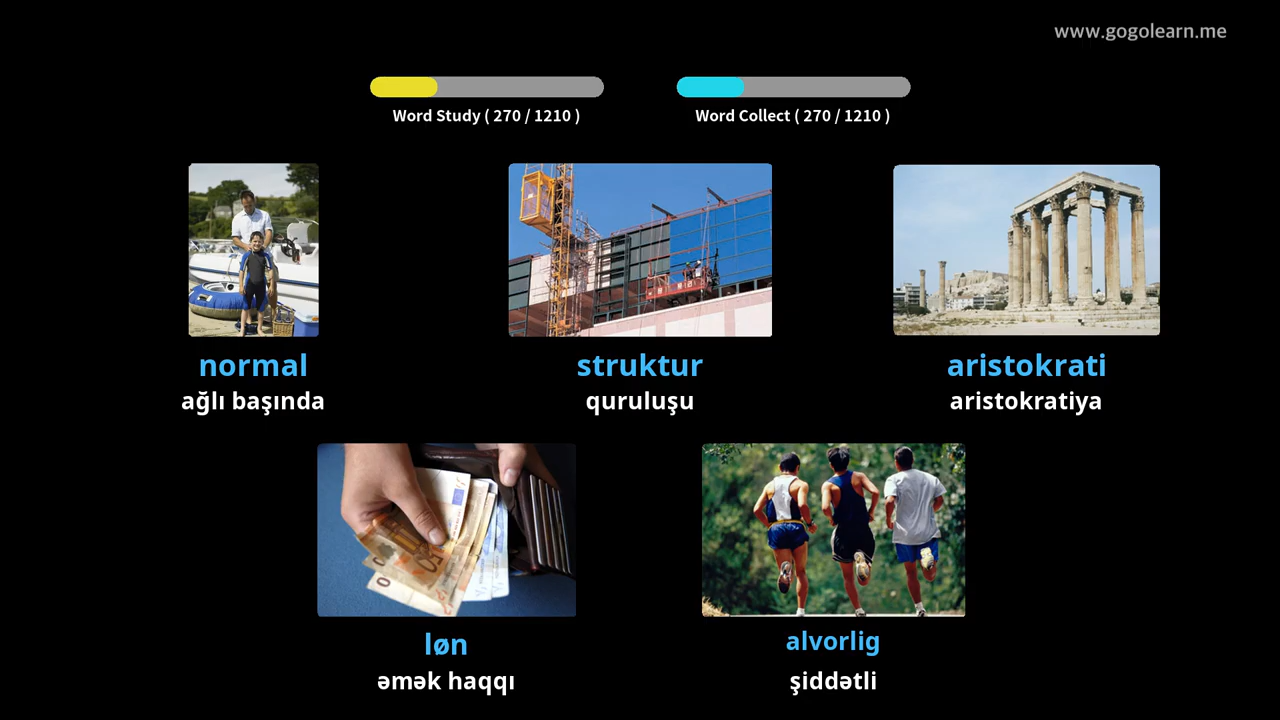 www.gogolearn.me
Word Study ( 270 / 1210 )
Word Collect ( 270 / 1210 )
normal
ağlı başında
struktur
quruluşu
aristokrati
aristokratiya
løn
əmək haqqı
alvorlig
şiddətli